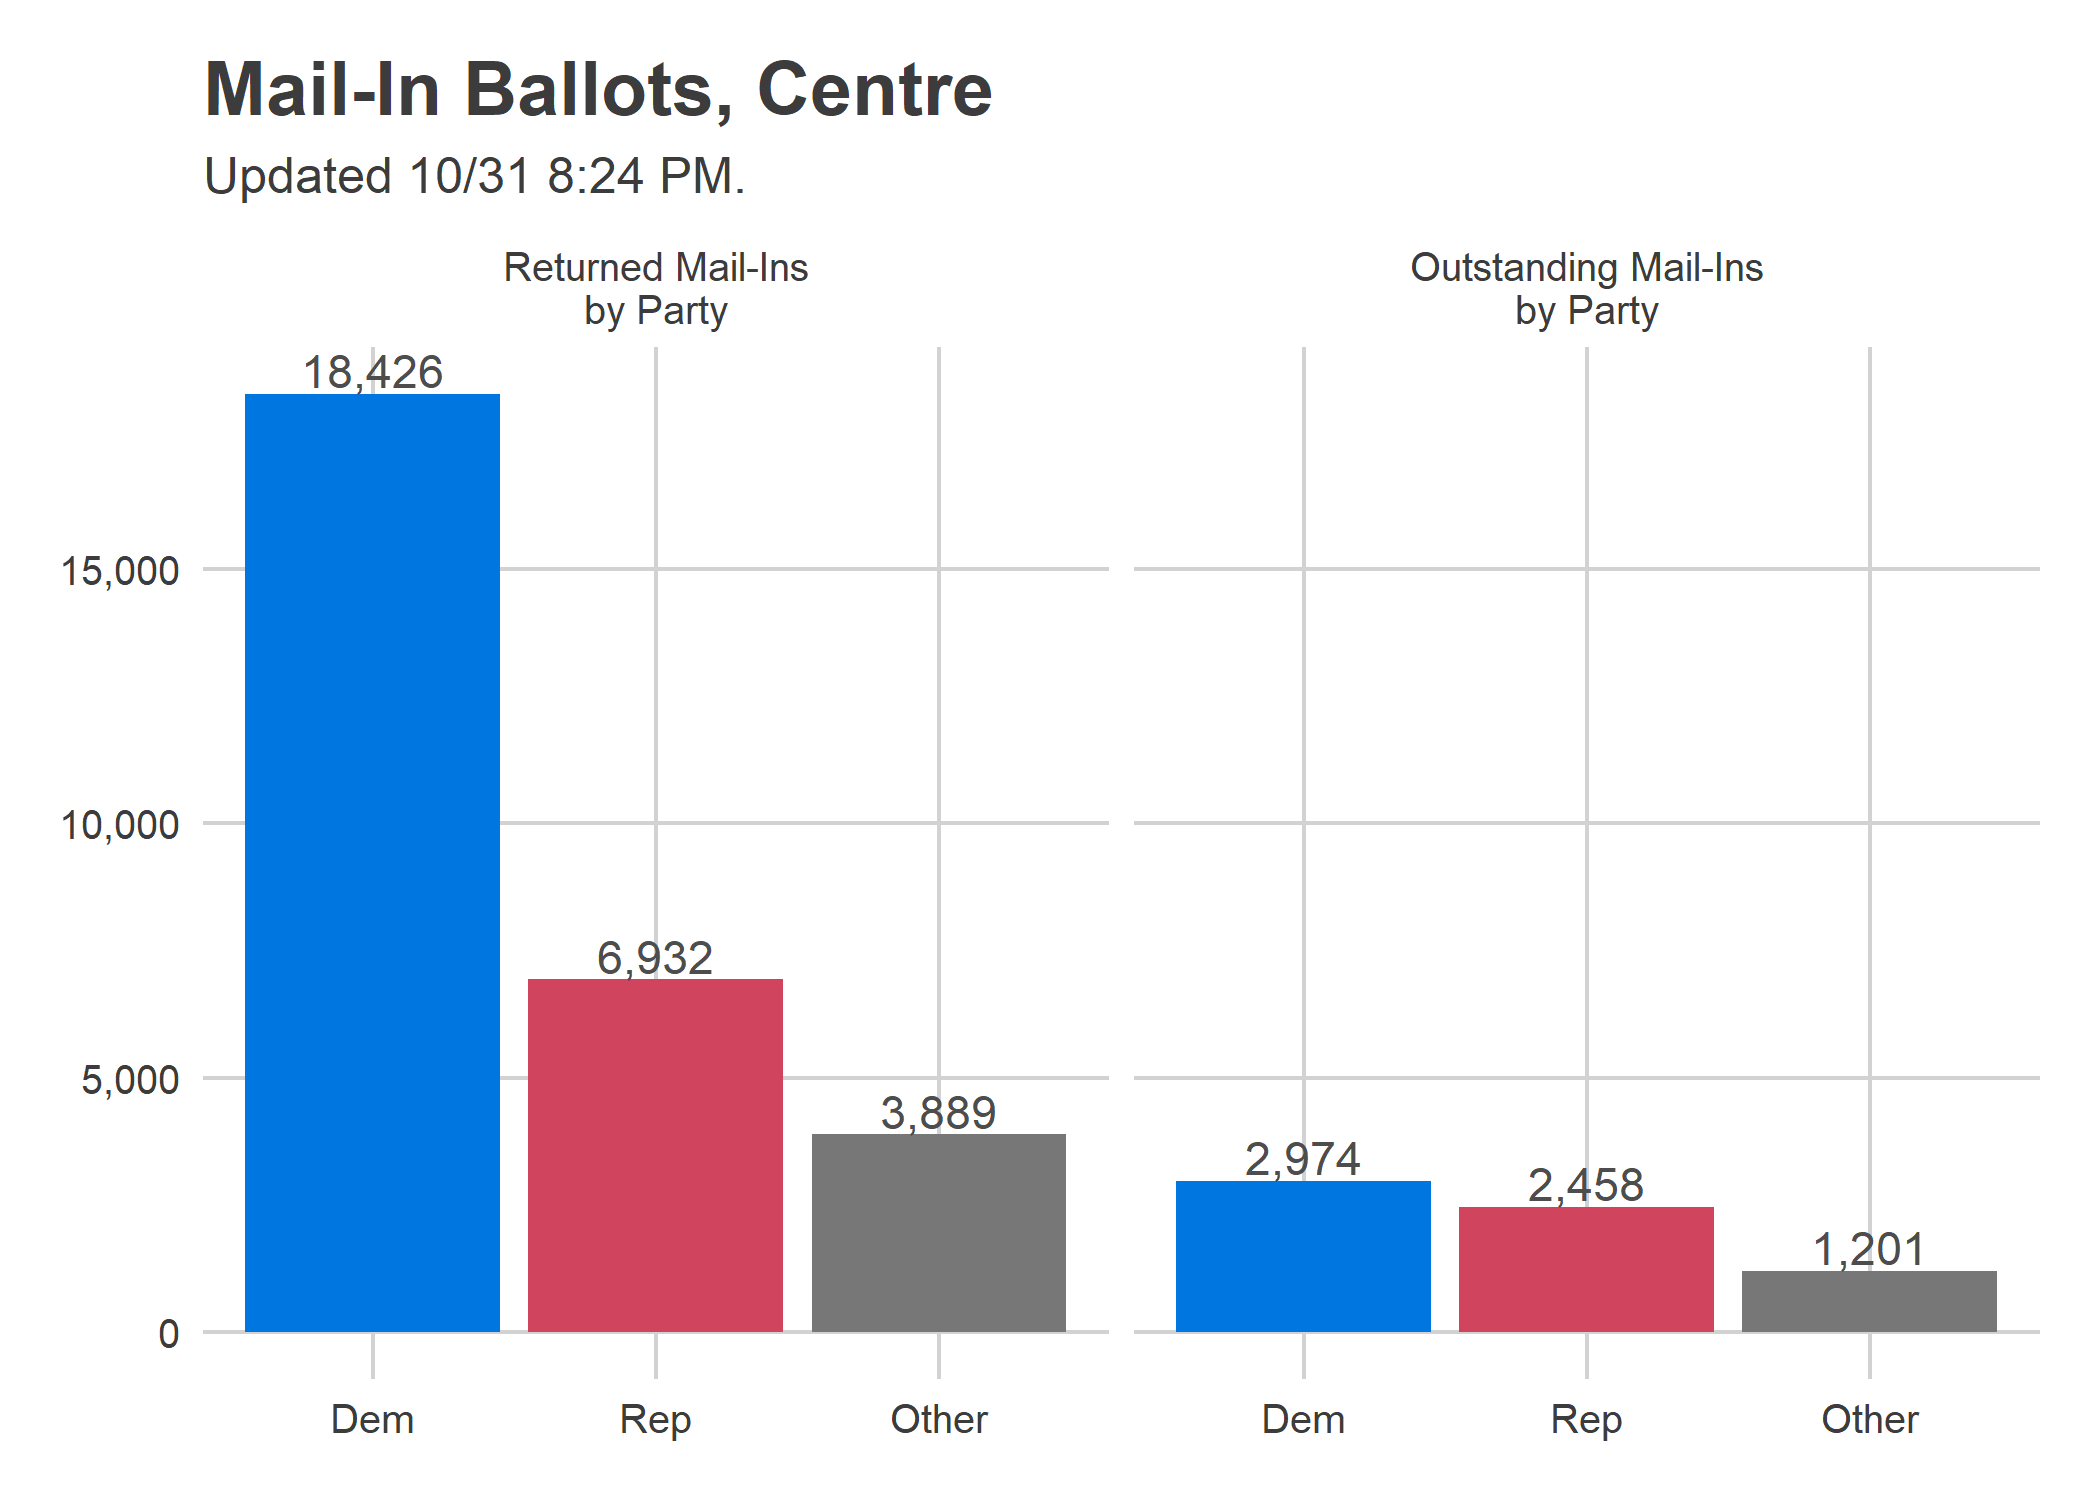 Mail-In Ballots, Centre
Updated 10/31 8:24 PM.
Returned Mail-Ins
by Party
Outstanding Mail-Ins
by Party
18,426
6,932
3,889
2,974
2,458
1,201
15,000
10,000
5,000
0
Dem
Rep
Other
Dem
Rep
Other